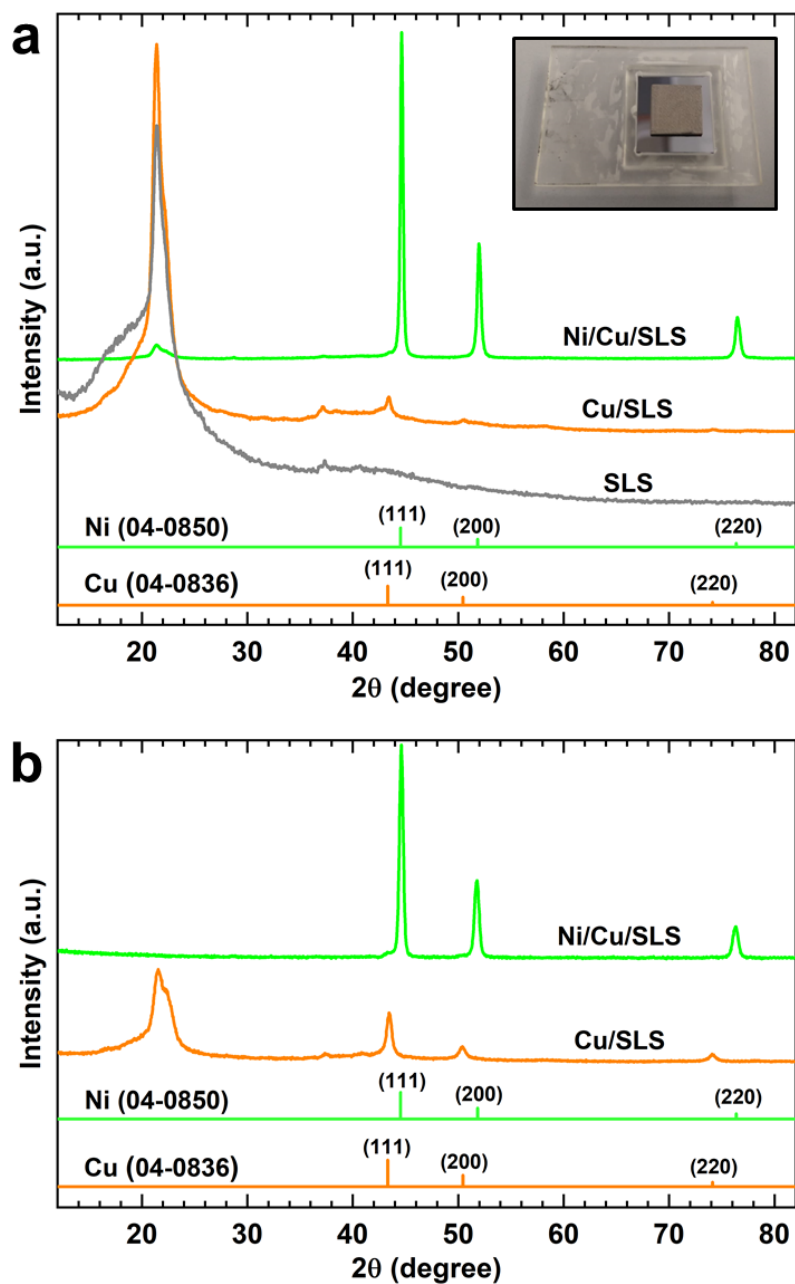 a
Intensity (a.u.)
Ni/Cu/SLS
Cu/SLS
SLS
Ni (04-0850)
(111)
(200)
(220)
Cu (04-0836)
(111)
(200)
(220)
20 30 40 50 60 70 80
2θ (degree)
b
Intensity (a.u.)
Ni/Cu/SLS
Cu/SLS
Ni (04-0850)
(111)
(200)
(220)
Cu (04-0836)
(111)
(200)
(220)
20 30 40 50 60 70 80
2θ (degree)